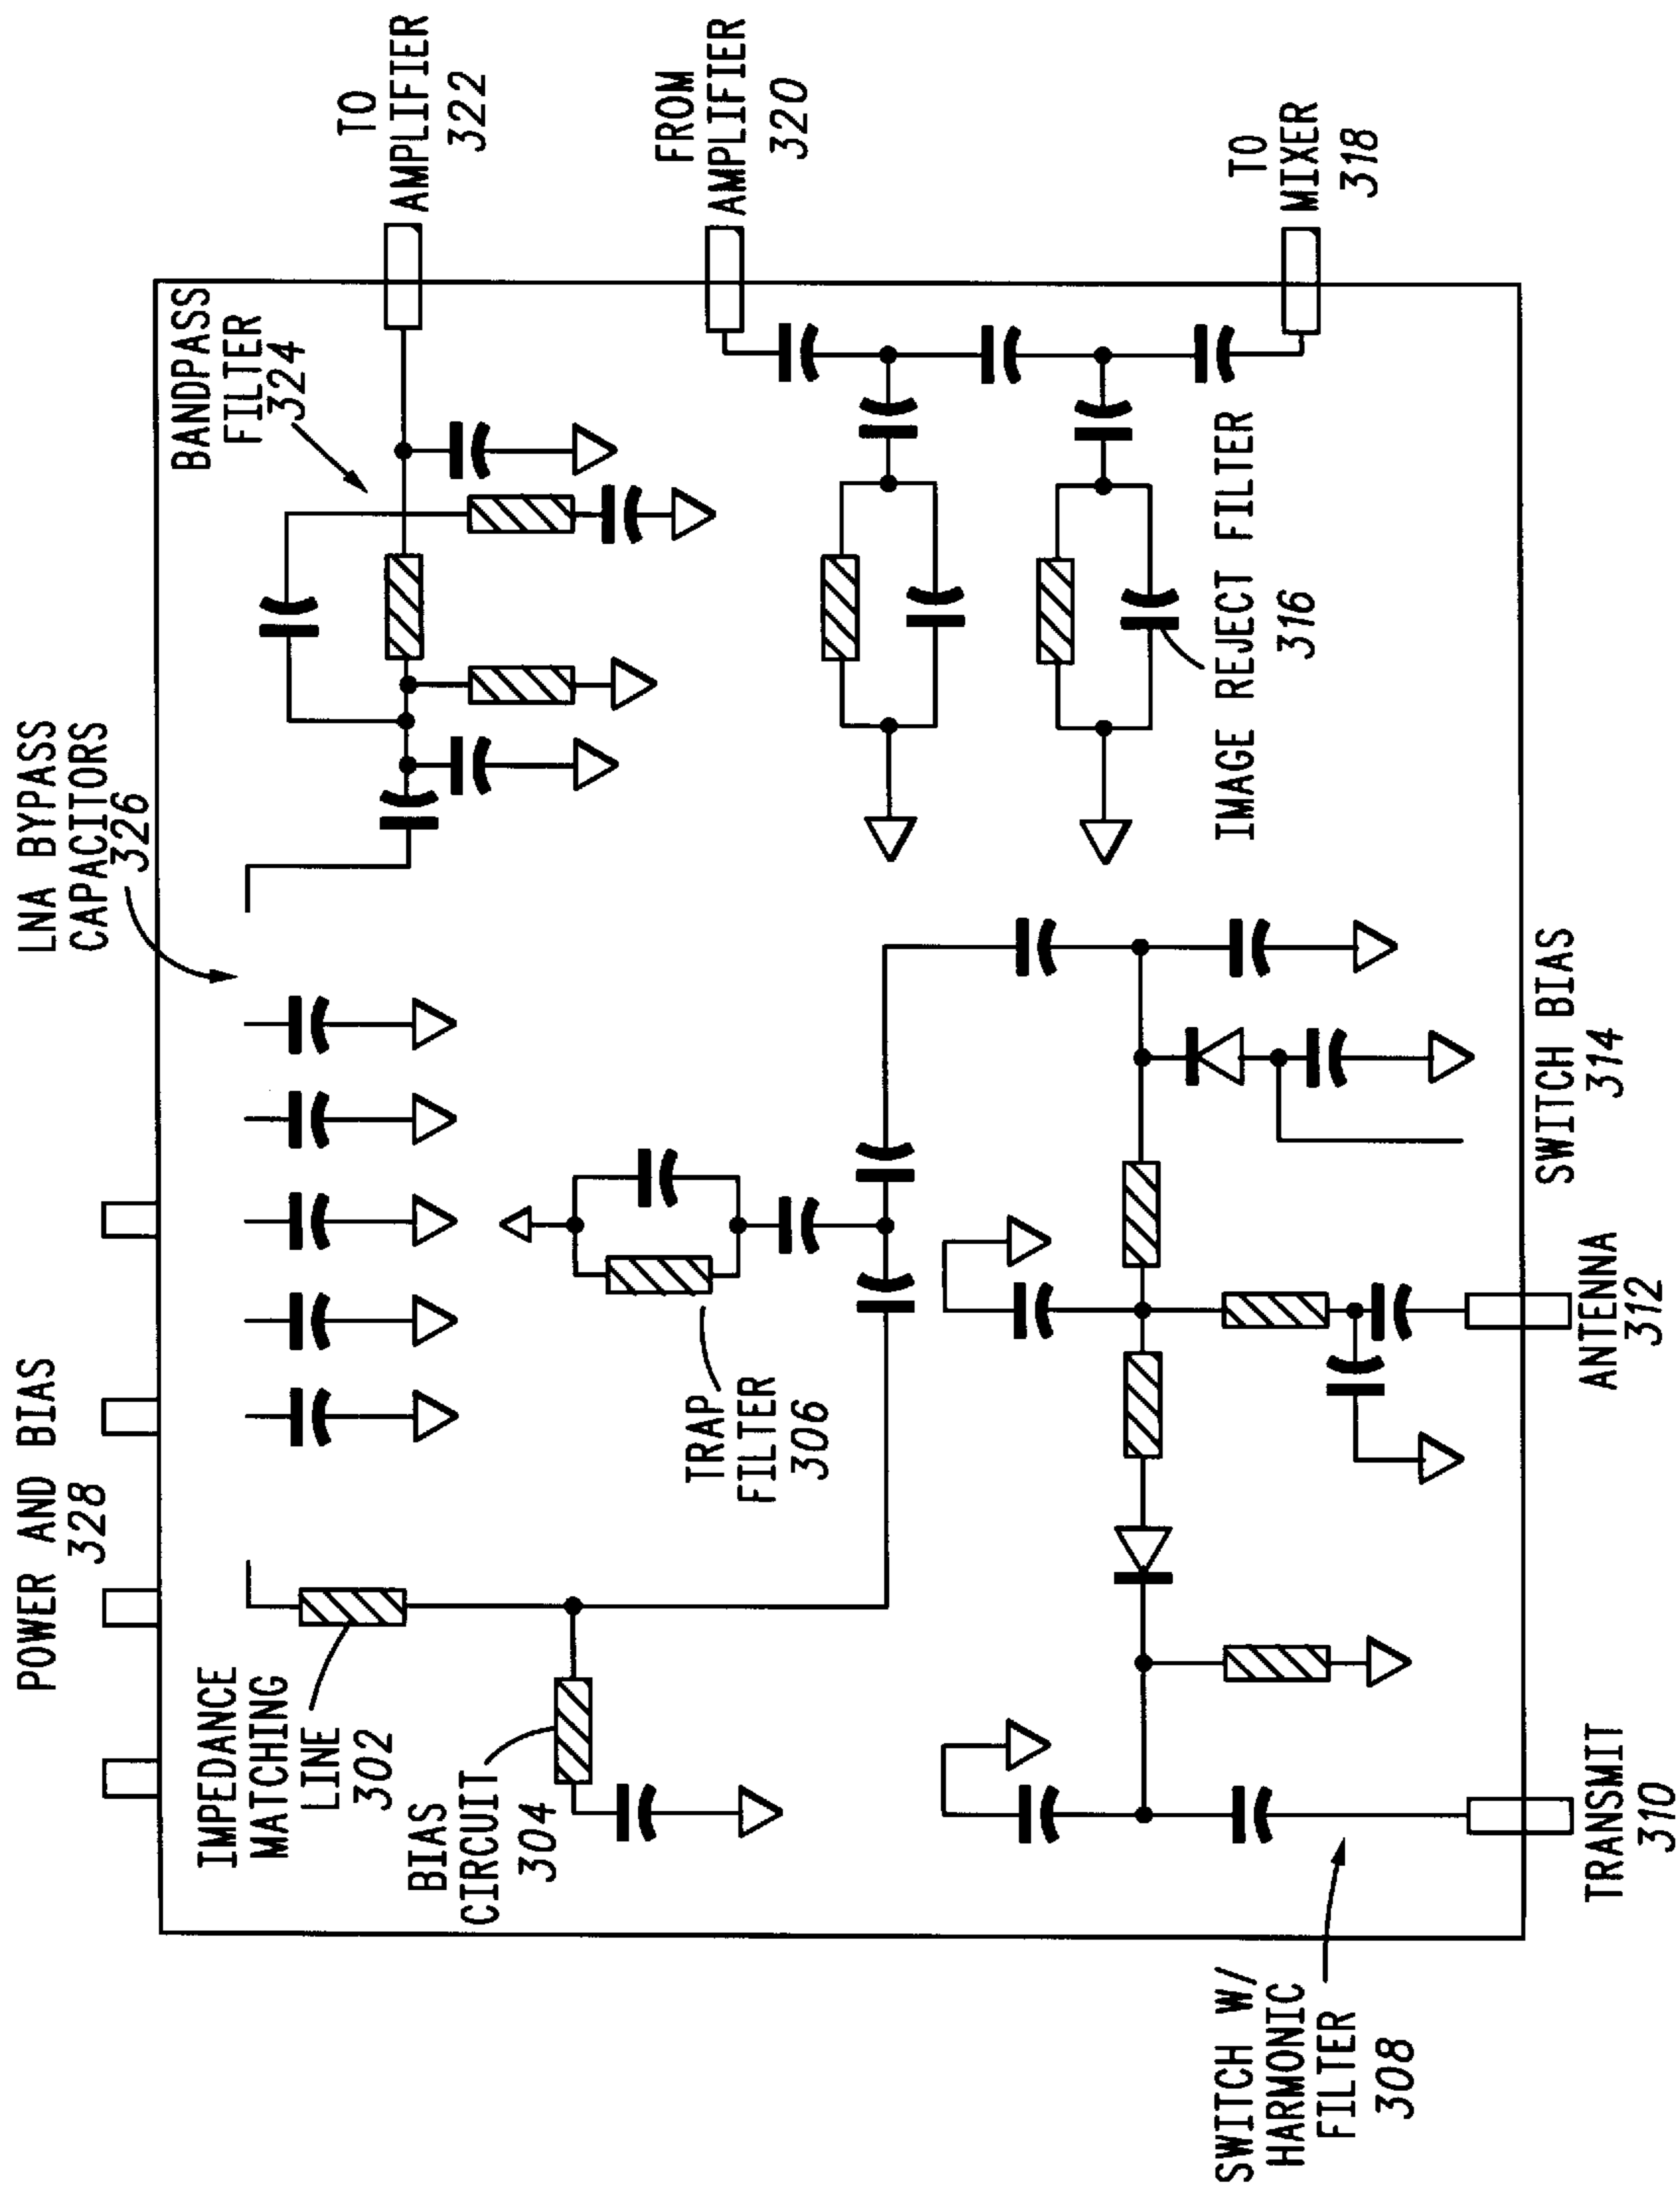 POWER AND BIAS
328
LNA BYPASS
CAPACITORS
326
BANDPASS
FILTER
324
TO
AMPLIFIER
322
FROM
AMPLIFIER
320
TO
MIXER
318
IMPEDANCE
MATCHING
LINE
302
BIAS
CIRCUIT
304
TRAP
FILTER
306
IMAGE REJECT FILTER
316
SWITCH W/
HARMONIC
FILTER
308
TRANSMIT
310
ANTENNA
312
SWITCH BIAS
314